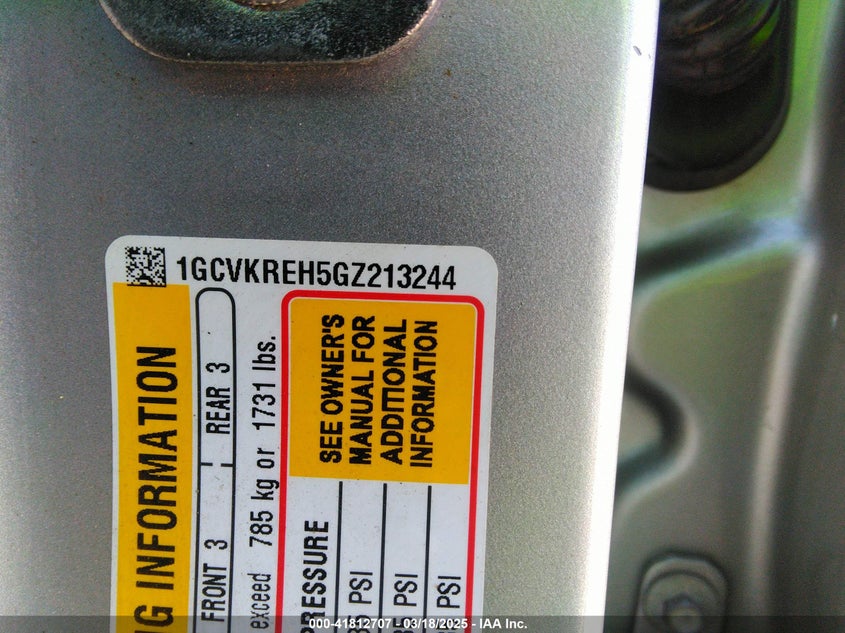 1GCVKREH5GZ213244
INFORMATION
FRONT 3
REAR 3
exceed 785 kg or 1731 lbs.
SEE OWNER'S
MANUAL FOR
ADDITIONAL
INFORMATION
PRESSURE
PSI
PSI
PSI
000-41812707 - 03/18/2025 - IAA Inc.